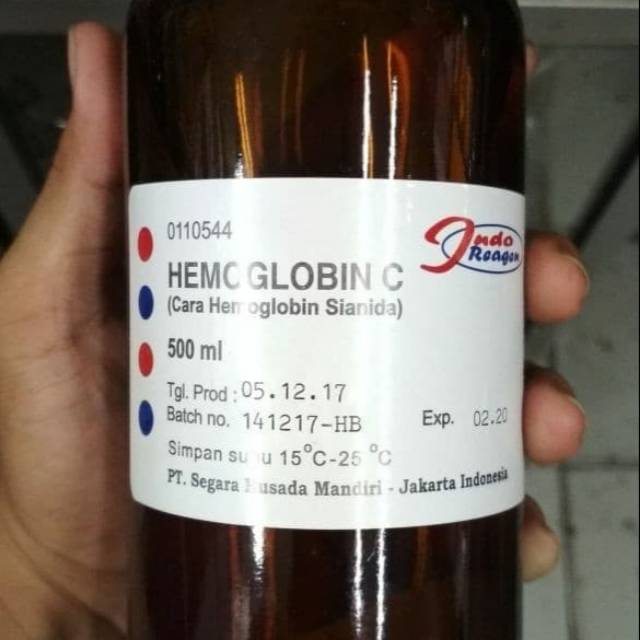 0110544
Indo
Reagen
HEMOGLOBIN C
(Cara Hemoglobin Sianida)
500 ml
Tgl. Prod : 05.12.17
Batch no. 141217-HB
Exp. 02.20
Simpan suhu 15°C-25 °C
PT. Segara Husada Mandiri - Jakarta Indonesia